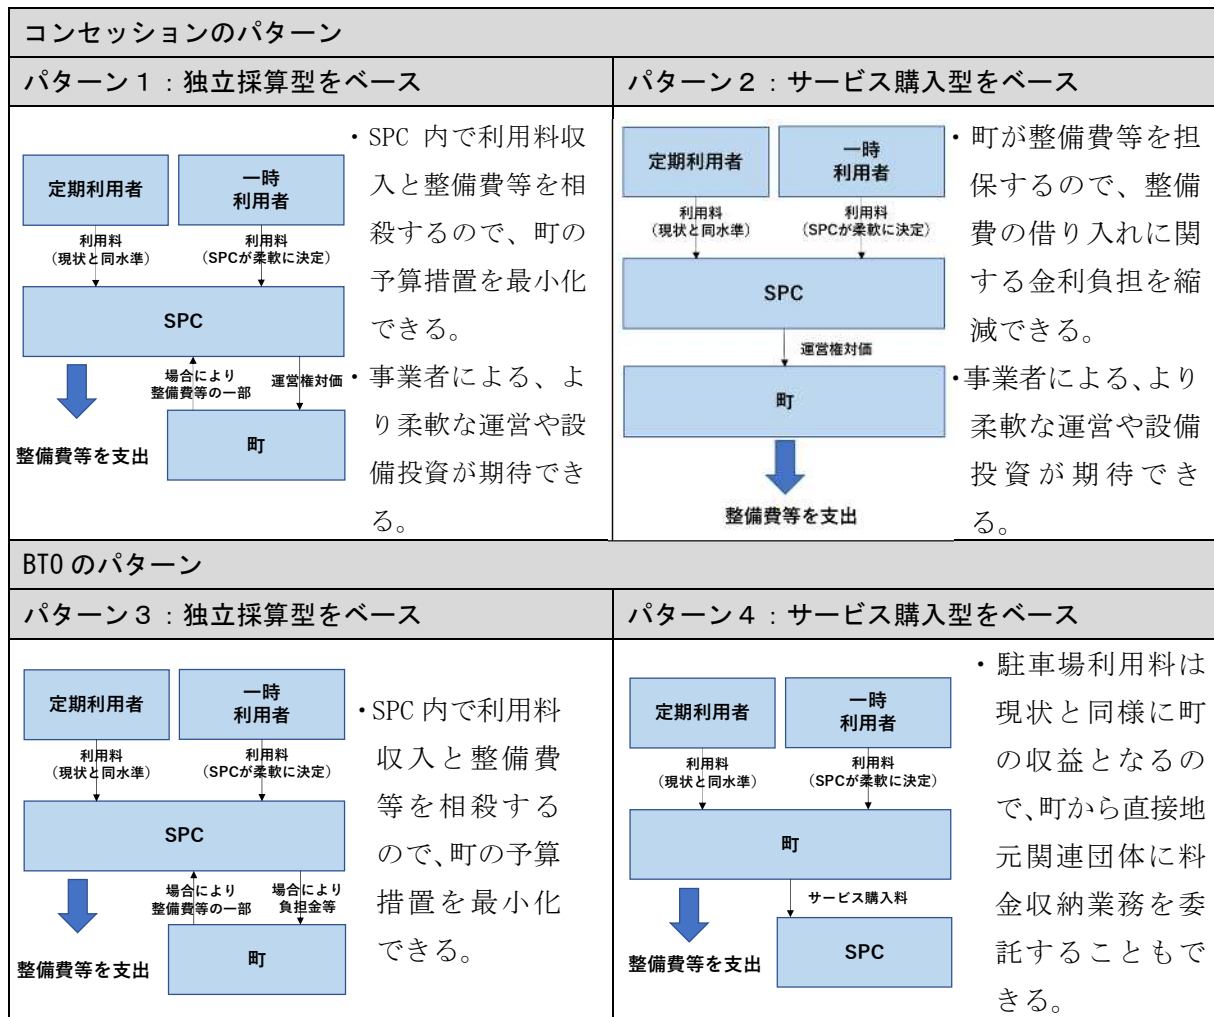 コンセッションのパターン
パターン１：独立採算型をベース
定期利用者
一時
利用者
利用料
（現状と同水準）
利用料
（SPCが柔軟に決定）
SPC
場合により
整備費等の一部
運営権対価
町
整備費等を支出
・SPC 内で利用料収
入と整備費等を相
殺するので、町の
予算措置を最小化
できる。
・事業者による、よ
り柔軟な運営や設
備投資が期待でき
る。
パターン２：サービス購入型をベース
定期利用者
一時
利用者
利用料
（現状と同水準）
利用料
（SPCが柔軟に決定）
SPC
運営権対価
町
整備費等を支出
・町が整備費等を担
保するので、整備
費の借り入れに関
する金利負担を縮
減できる。
・事業者による、より
柔軟な運営や設備
投資が期待でき
る。
BTO のパターン
パターン３：独立採算型をベース
定期利用者
一時
利用者
利用料
（現状と同水準）
利用料
（SPCが柔軟に決定）
SPC
場合により
整備費等の一部
場合により
負担金等
町
整備費等を支出
・SPC 内で利用料
収入と整備費
等を相殺する
ので、町の予算
措置を最小化
できる。
パターン４：サービス購入型をベース
定期利用者
一時
利用者
利用料
（現状と同水準）
利用料
（SPCが柔軟に決定）
町
サービス購入料
SPC
整備費等を支出
・駐車場利用料は
現状と同様に町
の収益となるの
で、町から直接地
元関連団体に料
金収納業務を委
託することもで
きる。